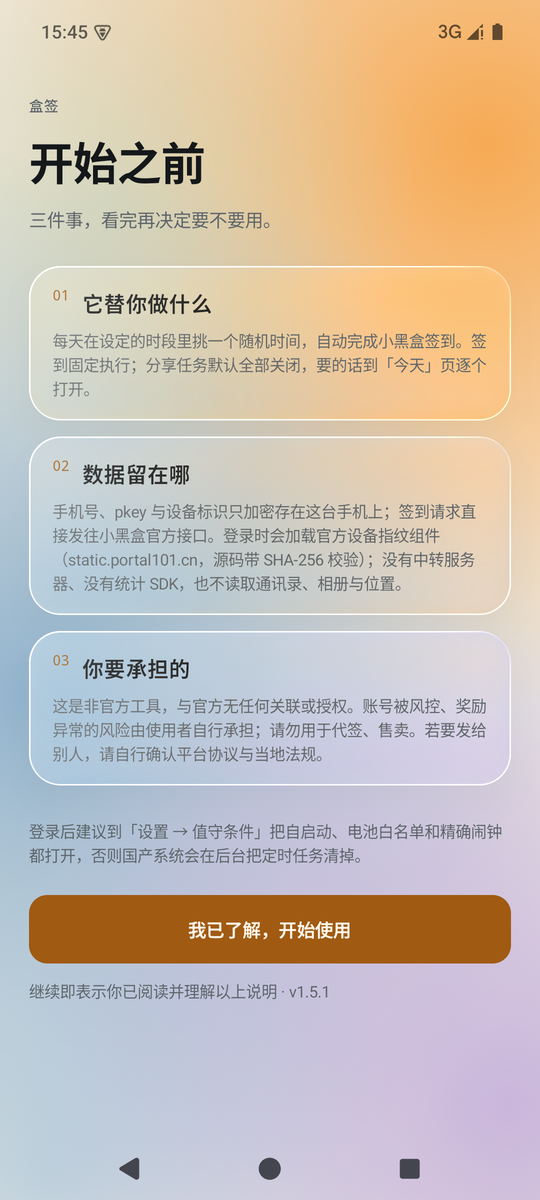 15:45
3G
盒签
开始之前
三件事，看完再决定要不要用。
01 它替你做什么
每天在设定的时段里挑一个随机时间，自动完成小黑盒签到。签
到固定执行；分享任务默认全部关闭，要的话到「今天」页逐个
打开。
02 数据留在哪
手机号、pkey 与设备标识只加密存在这台手机上；签到请求直
接发往小黑盒官方接口。登录时会加载官方设备指纹组件
（static.portal101.cn，源码带 SHA-256 校验）；没有中转服务
器、没有统计 SDK，也不读取通讯录、相册与位置。
03 你要承担的
这是非官方工具，与官方无任何关联或授权。账号被风控、奖励
异常的风险由使用者自行承担；请勿用于代签、售卖。若要发给
别人，请自行确认平台协议与当地法规。
登录后建议到「设置 → 值守条件」把自启动、电池白名单和精确闹钟
都打开，否则国产系统会在后台把定时任务清掉。
我已了解，开始使用
继续即表示你已阅读并理解以上说明 · v1.5.1